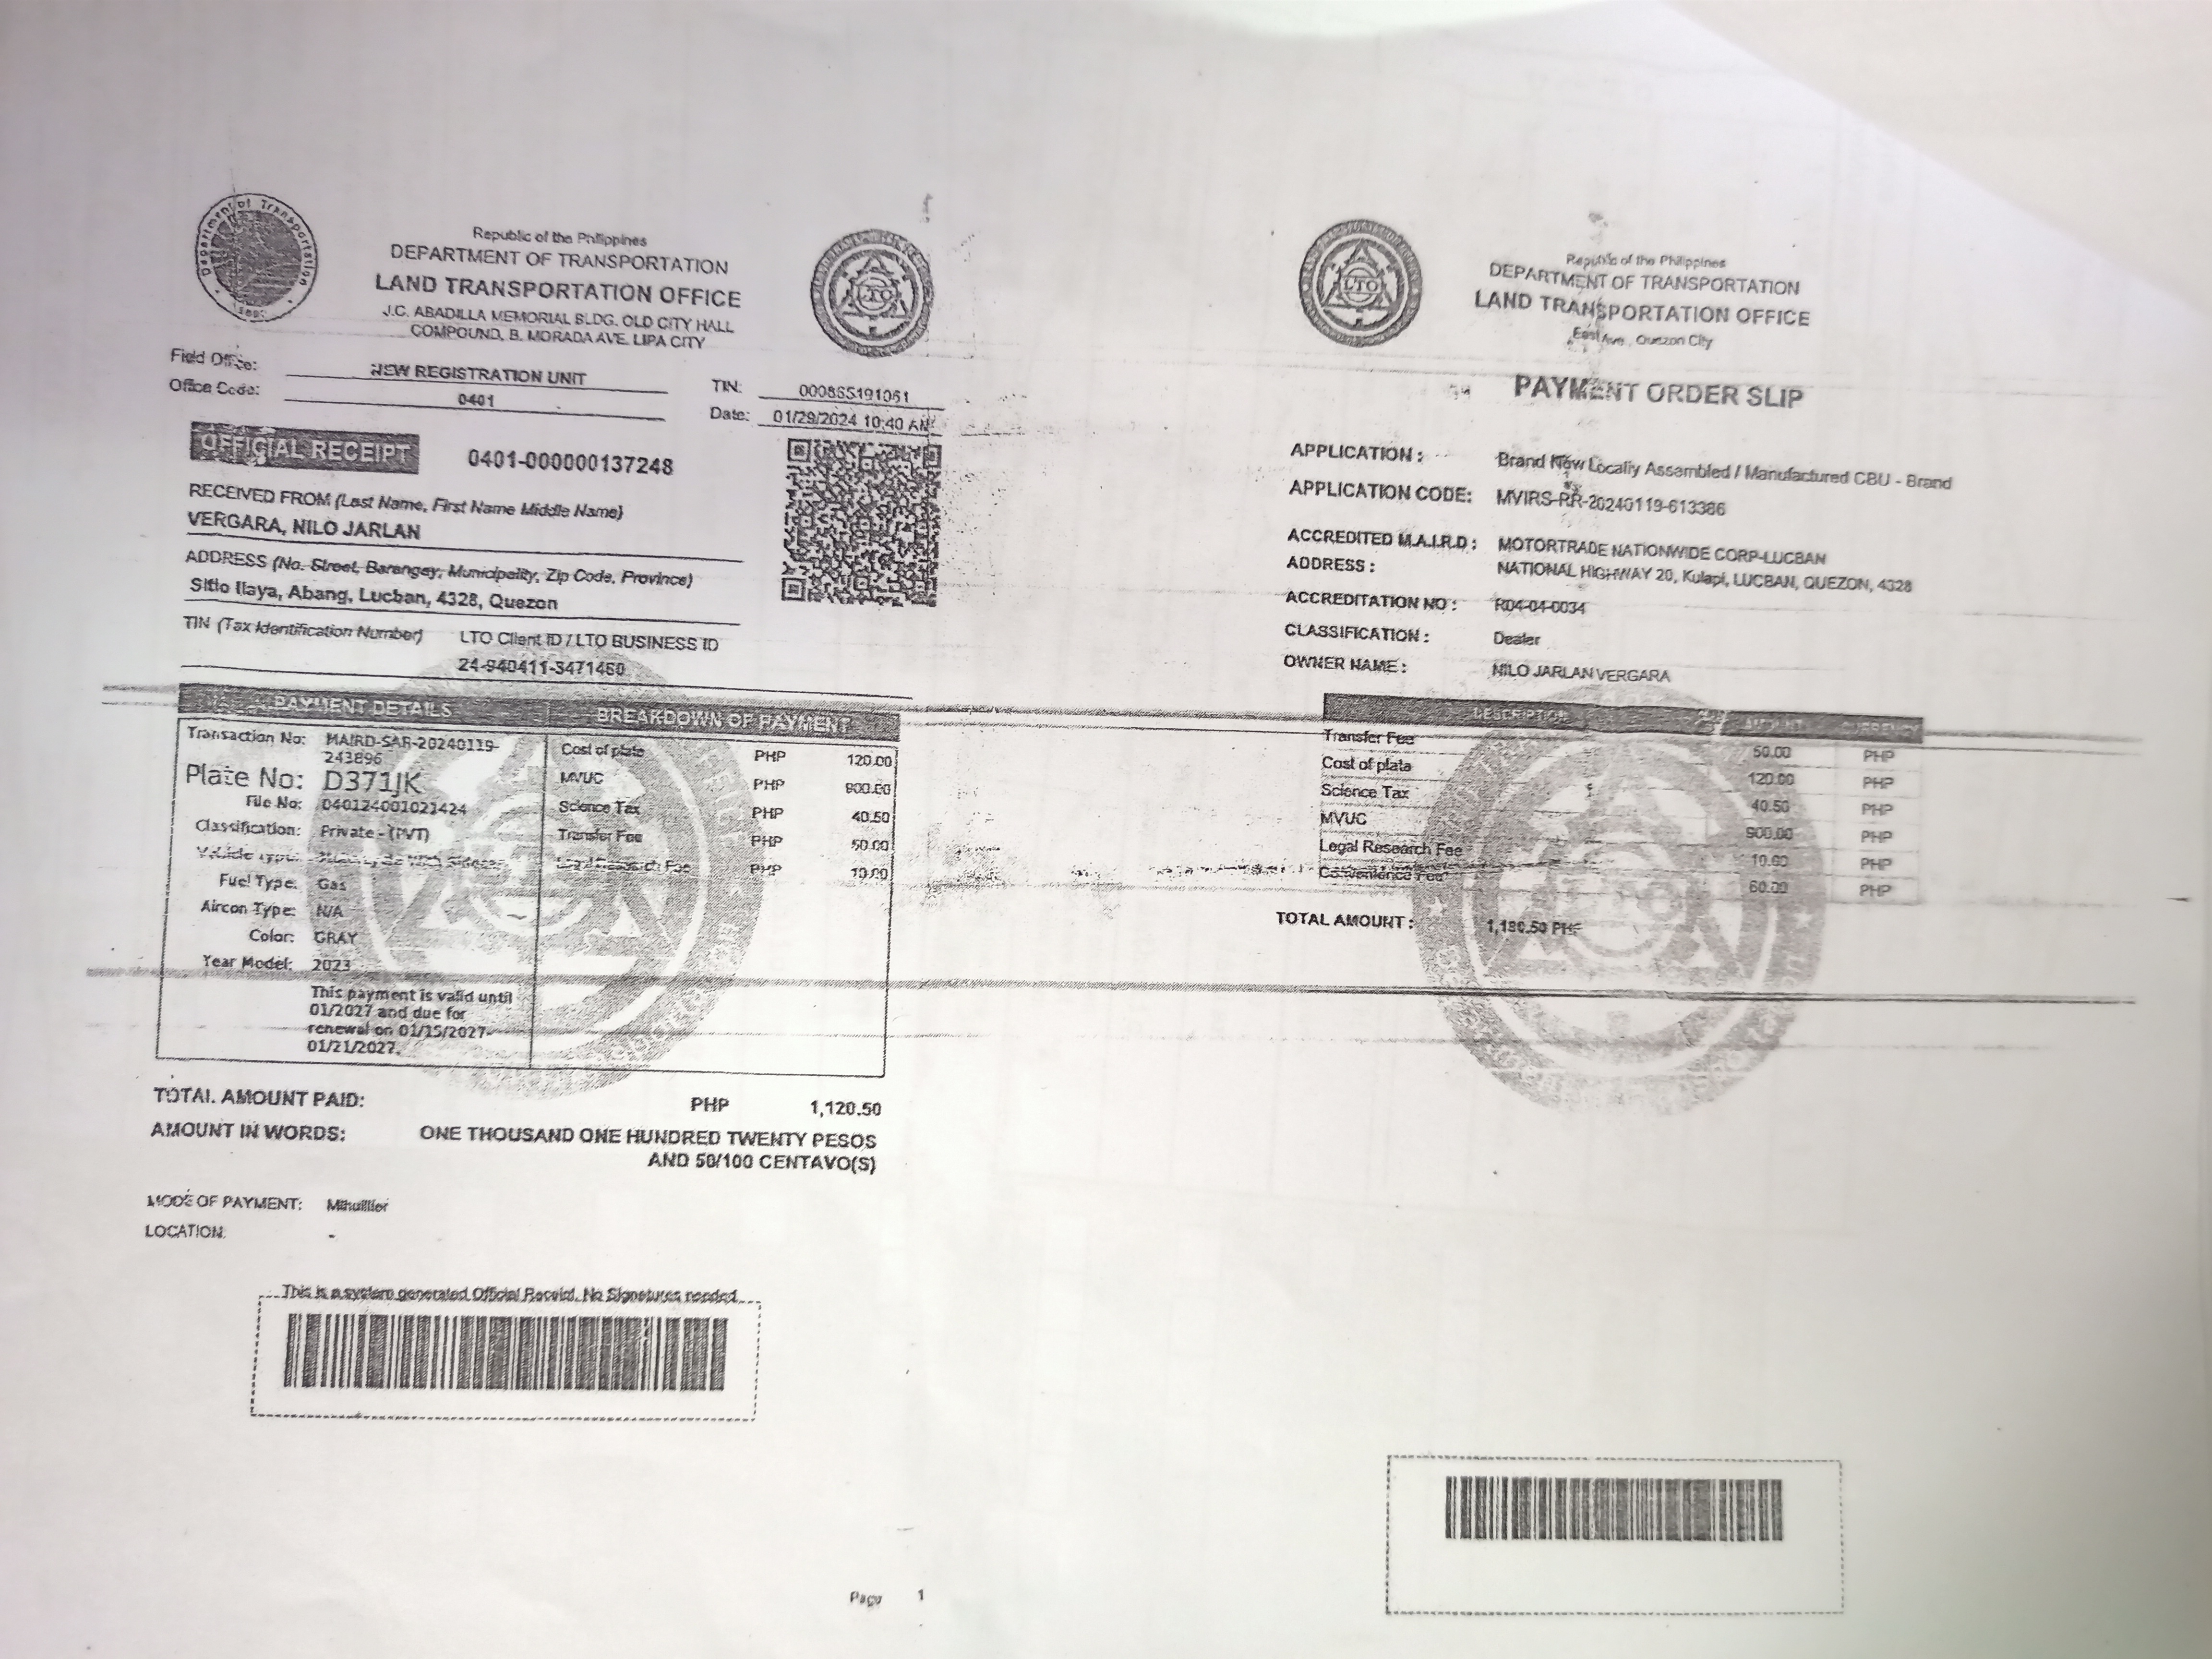 Republic of the Philippines
DEPARTMENT OF TRANSPORTATION
LAND TRANSPORTATION OFFICE
J.C. ABADILLA MEMORIAL BLDG. OLD CITY HALL
COMPOUND, B. MORADA AVE. LIPA CITY
Field Office: NEW REGISTRATION UNIT
Office Code: 0401
TIN: 000865191061
Date: 01/29/2024 10:40 AM
OFFICIAL RECEIPT 0401-000000137248
RECEIVED FROM (Last Name, First Name Middle Name)
VERGARA, NILO JARLAN
ADDRESS (No. Street, Barangay, Municipality, Zip Code, Province)
Sitio Ilaya, Abang, Lucban, 4328, Quezon
TIN (Tax Identification Number) LTO Client ID / LTO BUSINESS ID
24-940411-3471460
PAYMENT DETAILS
Transaction No: MAIRD-SAR-20240119-
243896
Plate No: D371JK
File No: 040124001021424
Classification: Private - (PVT)
Vehicle Type:
Fuel Type: Gas
Aircon Type: N/A
Color: GRAY
Year Model: 2023
This payment is valid until
01/2027 and due for
renewal on 01/15/2027-
01/21/2027.
BREAKDOWN OF PAYMENT
Cost of plate PHP 120.00
MVUC PHP 900.00
Science Tax PHP 40.50
Transfer Fee PHP 50.00
Legal Research Fee PHP 10.00
TOTAL AMOUNT PAID: PHP 1,120.50
AMOUNT IN WORDS: ONE THOUSAND ONE HUNDRED TWENTY PESOS
AND 50/100 CENTAVO(S)
MODE OF PAYMENT: Mlhuillier
LOCATION: -
This is a system generated Official Receipt. No Signatures needed.
Page 1
LTO
Republic of the Philippines
DEPARTMENT OF TRANSPORTATION
LAND TRANSPORTATION OFFICE
East Ave., Quezon City
PAYMENT ORDER SLIP
APPLICATION : Brand New Locally Assembled / Manufactured CBU - Brand
APPLICATION CODE: MVIRS-RR-20240119-613386
ACCREDITED M.A.I.R.D : MOTORTRADE NATIONWIDE CORP-LUCBAN
ADDRESS : NATIONAL HIGHWAY 20, Kulapi, LUCBAN, QUEZON, 4328
ACCREDITATION NO : R04-04-0034
CLASSIFICATION : Dealer
OWNER NAME : NILO JARLAN VERGARA
DESCRIPTION AMOUNT CURRENCY
Transfer Fee 50.00 PHP
Cost of plate 120.00 PHP
Science Tax 40.50 PHP
MVUC 900.00 PHP
Legal Research Fee 10.00 PHP
Convenience Fee 60.00 PHP
TOTAL AMOUNT : 1,180.50 PHP